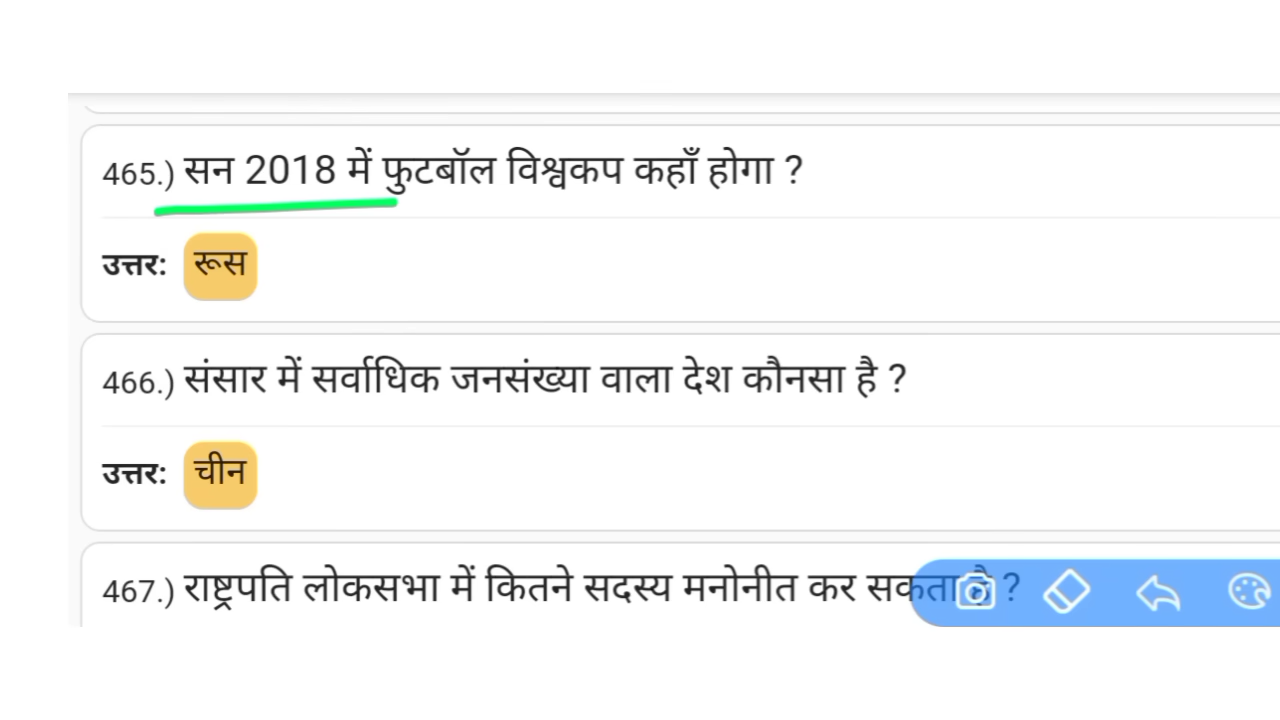 465.) सन 2018 में फुटबॉल विश्वकप कहाँ होगा ?
उत्तर: रूस
466.) संसार में सर्वाधिक जनसंख्या वाला देश कौनसा है ?
उत्तर: चीन
467.) राष्ट्रपति लोकसभा में कितने सदस्य मनोनीत कर सकता है ?